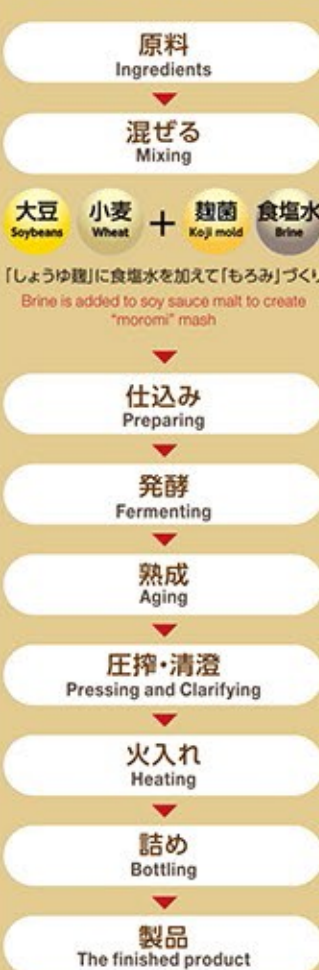 原料
Ingredients
混ぜる
Mixing
大豆 小麦 + 麹菌 食塩水
Soybeans Wheat Koji mold Brine
「しょうゆ麹」に食塩水を加えて「もろみ」づくり
Brine is added to soy sauce malt to create
"moromi" mash
仕込み
Preparing
発酵
Fermenting
熟成
Aging
圧搾・清澄
Pressing and Clarifying
火入れ
Heating
詰め
Bottling
製品
The finished product